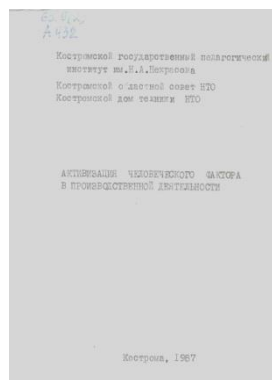 А.432
Костромской государственный педагогический
институт им.Н.А.Некрасова
Костромской областной совет НТО
Костромской дом техники НТО
АКТИВИЗАЦИЯ ЧЕЛОВЕЧЕСКОГО ФАКТОРА
В ПРОИЗВОДСТВЕННОЙ ДЕЯТЕЛЬНОСТИ
Кострома, 1987